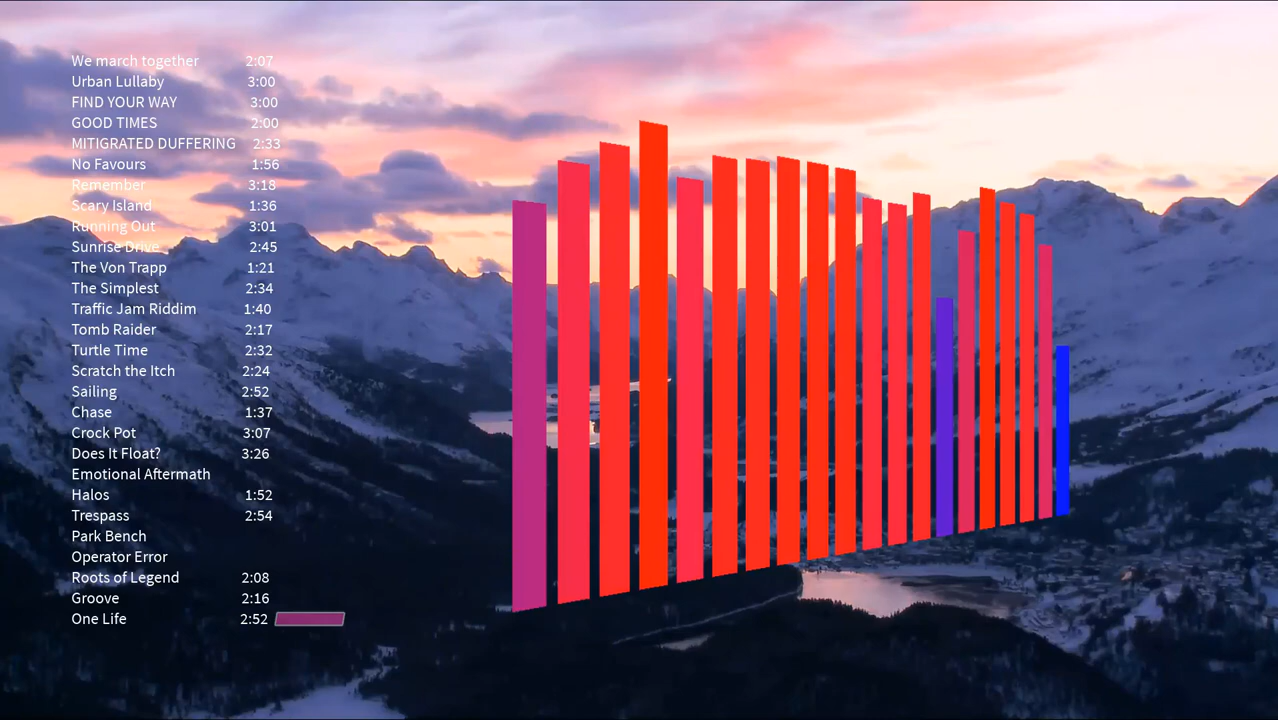 We march together 2:07
Urban Lullaby 3:00
FIND YOUR WAY 3:00
GOOD TIMES 2:00
MITIGRATED DUFFERING 2:33
No Favours 1:56
Remember 3:18
Scary Island 1:36
Running Out 3:01
Sunrise Drive 2:45
The Von Trapp 1:21
The Simplest 2:34
Traffic Jam Riddim 1:40
Tomb Raider 2:17
Turtle Time 2:32
Scratch the Itch 2:24
Sailing 2:52
Chase 1:37
Crock Pot 3:07
Does It Float? 3:26
Emotional Aftermath
Halos 1:52
Trespass 2:54
Park Bench
Operator Error
Roots of Legend 2:08
Groove 2:16
One Life 2:52